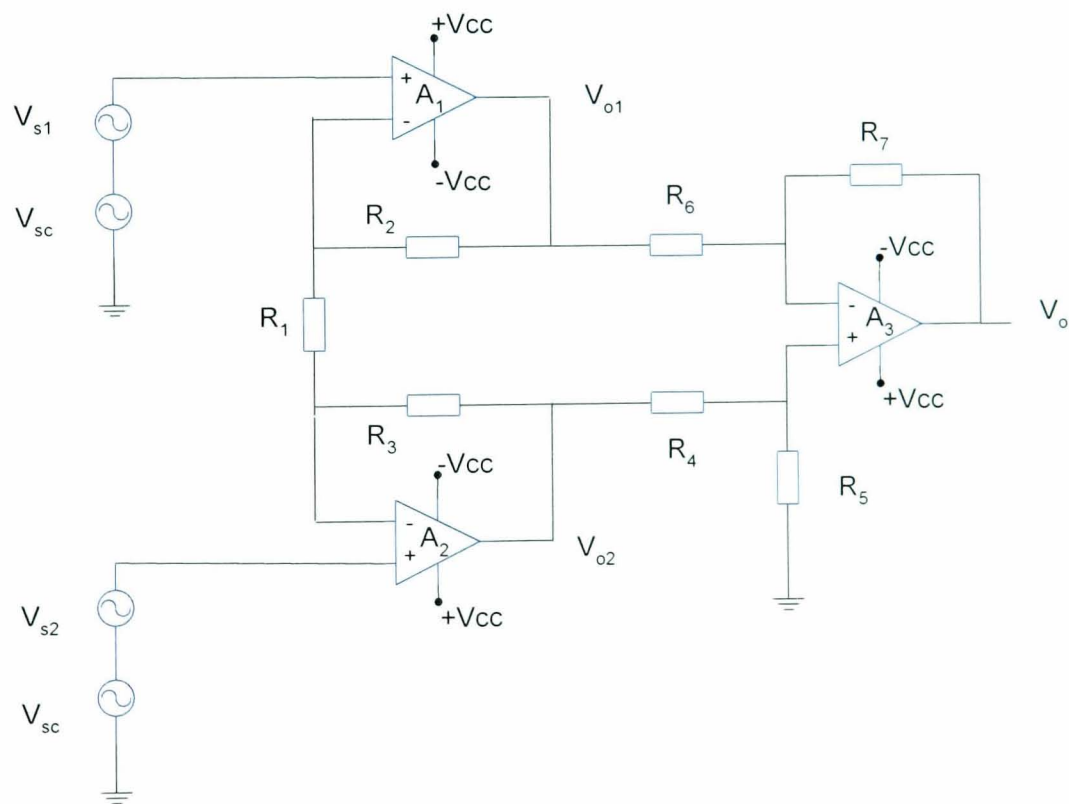 +Vcc
+
A1
-
-Vcc
Vs1
Vo1
Vsc
R7
R6
R2
-Vcc
R1
-
A3
+
Vo
+Vcc
R3
R4
-Vcc
R5
-
A2
+
Vo2
+Vcc
Vs2
Vsc